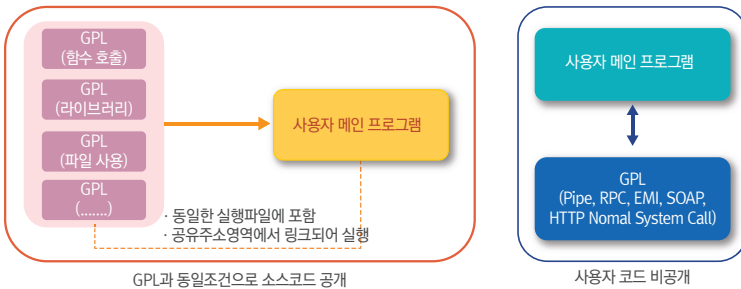 GPL
(함수 호출)
GPL
(라이브러리)
GPL
(파일 사용)
GPL
(.......)
사용자 메인 프로그램
· 동일한 실행파일에 포함
· 공유주소영역에서 링크되어 실행
GPL과 동일조건으로 소스코드 공개
사용자 메인 프로그램
GPL
(Pipe, RPC, EMI, SOAP,
HTTP Nomal System Call)
사용자 코드 비공개